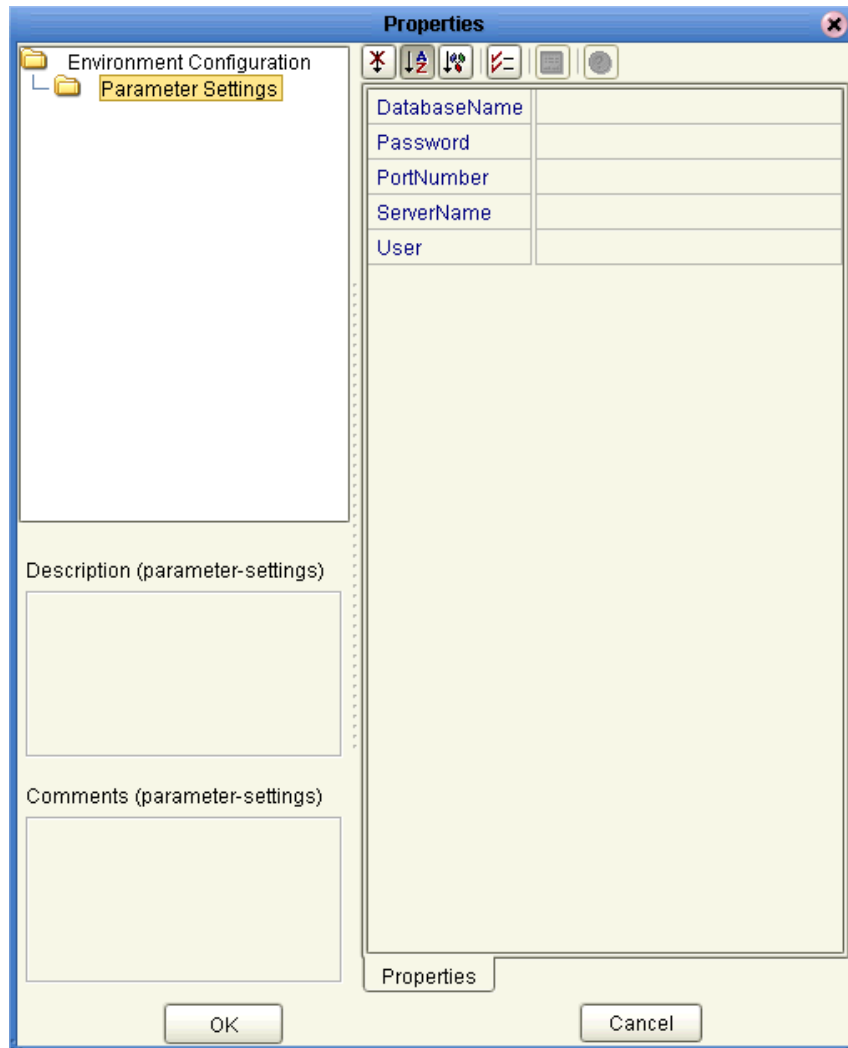 Properties
Environment Configuration
Parameter Settings
DatabaseName
Password
PortNumber
ServerName
User
Description (parameter-settings)
Comments (parameter-settings)
Properties
OK
Cancel